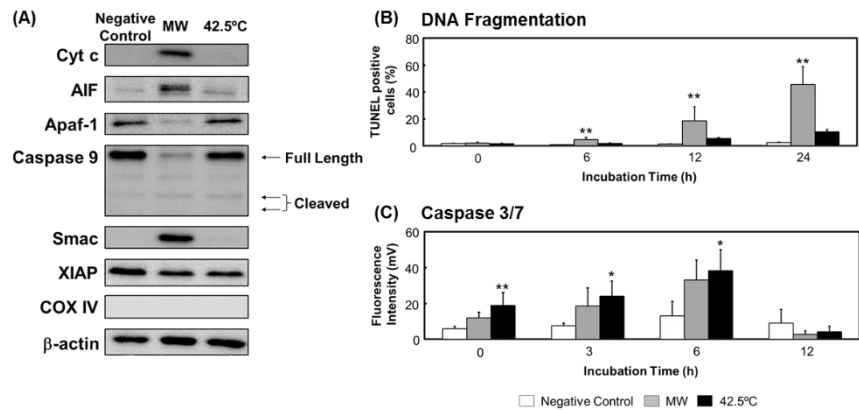 (A)
Negative
Control MW 42.5ºC
Cyt c
AIF
Apaf-1
Caspase 9
Full Length
Cleaved
Smac
XIAP
COX IV
β-actin
(B) DNA Fragmentation
TUNEL positive
cells (%)
80
60
40
20
0
**
**
**
0 6 12 24
Incubation Time (h)
(C) Caspase 3/7
Fluorescence
Intensity (mV)
60
40
20
0
**
*
*
0 3 6 12
Incubation Time (h)
Negative Control MW 42.5ºC